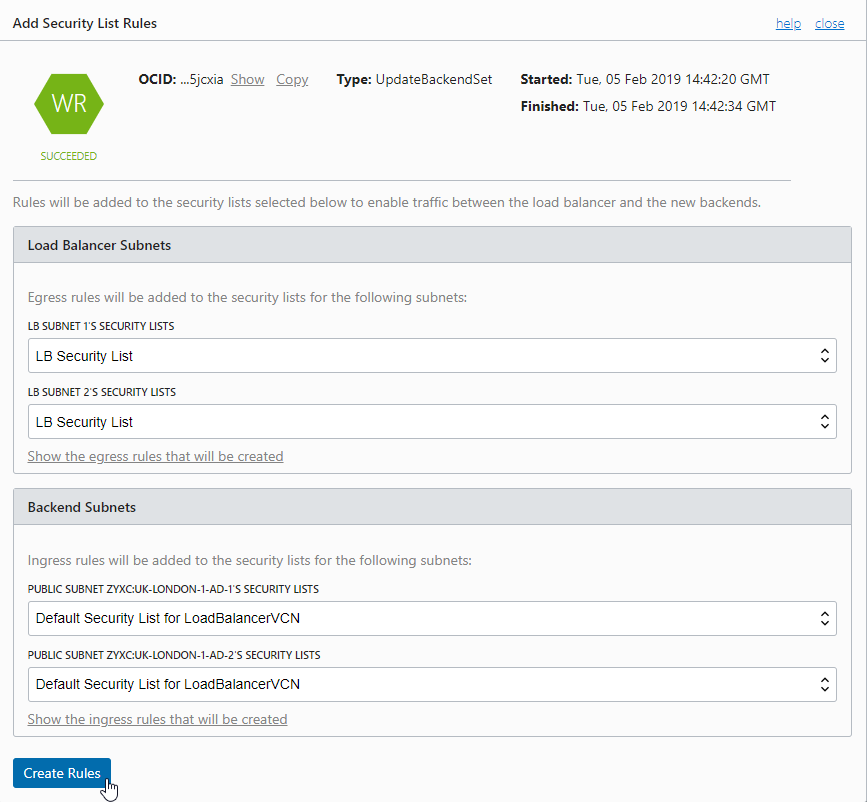 Add Security List Rules help close
OCID: ...5jcxia Show Copy Type: UpdateBackendSet Started: Tue, 05 Feb 2019 14:42:20 GMT
WR
Finished: Tue, 05 Feb 2019 14:42:34 GMT
SUCCEEDED
Rules will be added to the security lists selected below to enable traffic between the load balancer and the new backends.
Load Balancer Subnets
Egress rules will be added to the security lists for the following subnets:
LB SUBNET 1'S SECURITY LISTS
LB Security List
LB SUBNET 2'S SECURITY LISTS
LB Security List
Show the egress rules that will be created
Backend Subnets
Ingress rules will be added to the security lists for the following subnets:
PUBLIC SUBNET ZYXC:UK-LONDON-1-AD-1'S SECURITY LISTS
Default Security List for LoadBalancerVCN
PUBLIC SUBNET ZYXC:UK-LONDON-1-AD-2'S SECURITY LISTS
Default Security List for LoadBalancerVCN
Show the ingress rules that will be created
Create Rules